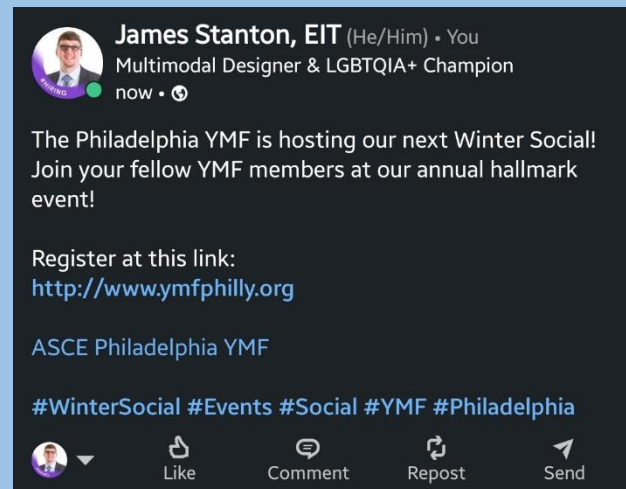 James Stanton, EIT (He/Him) • You
Multimodal Designer & LGBTQIA+ Champion
now •
The Philadelphia YMF is hosting our next Winter Social!
Join your fellow YMF members at our annual hallmark
event!
Register at this link:
http://www.ymfphilly.org
ASCE Philadelphia YMF
#WinterSocial #Events #Social #YMF #Philadelphia
Like Comment Repost Send
#HIRING